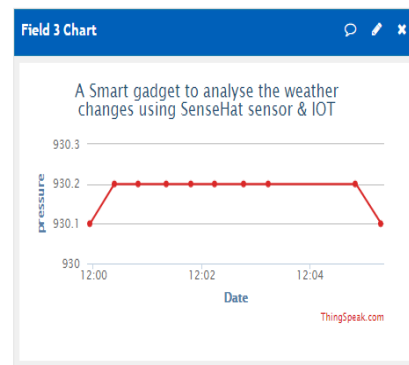 Field 3 Chart
A Smart gadget to analyse the weather
changes using SenseHat sensor & IOT
pressure
930.3
930.2
930.1
930
12:00 12:02 12:04
Date
ThingSpeak.com